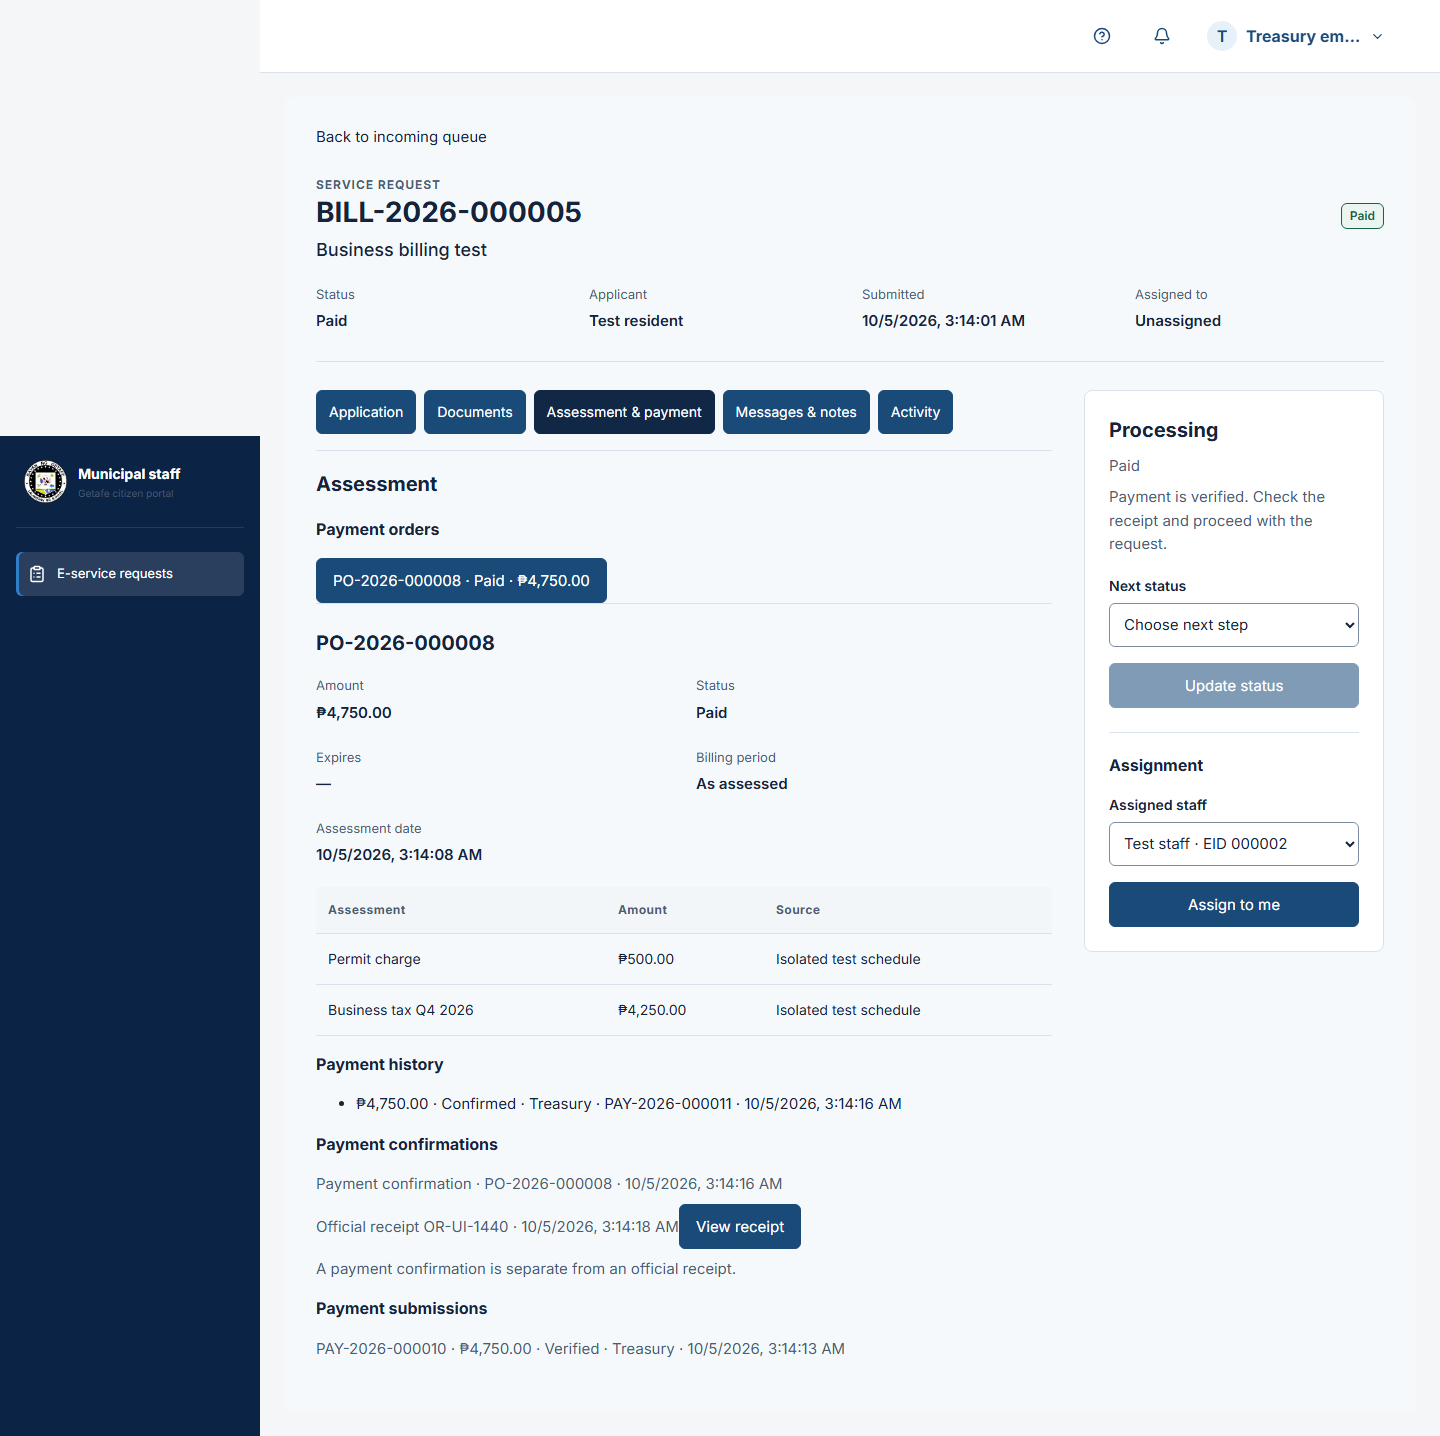 T Treasury em...
Back to incoming queue
SERVICE REQUEST
BILL-2026-000005
Paid
Business billing test
Status Applicant Submitted Assigned to
Paid Test resident 10/5/2026, 3:14:01 AM Unassigned
Municipal staff
Getafe citizen portal
E-service requests
Application Documents Assessment & payment Messages & notes Activity
Assessment
Payment orders
PO-2026-000008 · Paid · ₱4,750.00
PO-2026-000008
Amount Status
₱4,750.00 Paid
Expires Billing period
— As assessed
Assessment date
10/5/2026, 3:14:08 AM
Assessment Amount Source
Permit charge ₱500.00 Isolated test schedule
Business tax Q4 2026 ₱4,250.00 Isolated test schedule
Payment history
• ₱4,750.00 · Confirmed · Treasury · PAY-2026-000011 · 10/5/2026, 3:14:16 AM
Payment confirmations
Payment confirmation · PO-2026-000008 · 10/5/2026, 3:14:16 AM
Official receipt OR-UI-1440 · 10/5/2026, 3:14:18 AM View receipt
A payment confirmation is separate from an official receipt.
Payment submissions
PAY-2026-000010 · ₱4,750.00 · Verified · Treasury · 10/5/2026, 3:14:13 AM
Processing
Paid
Payment is verified. Check the
receipt and proceed with the
request.
Next status
Choose next step
Update status
Assignment
Assigned staff
Test staff · EID 000002
Assign to me